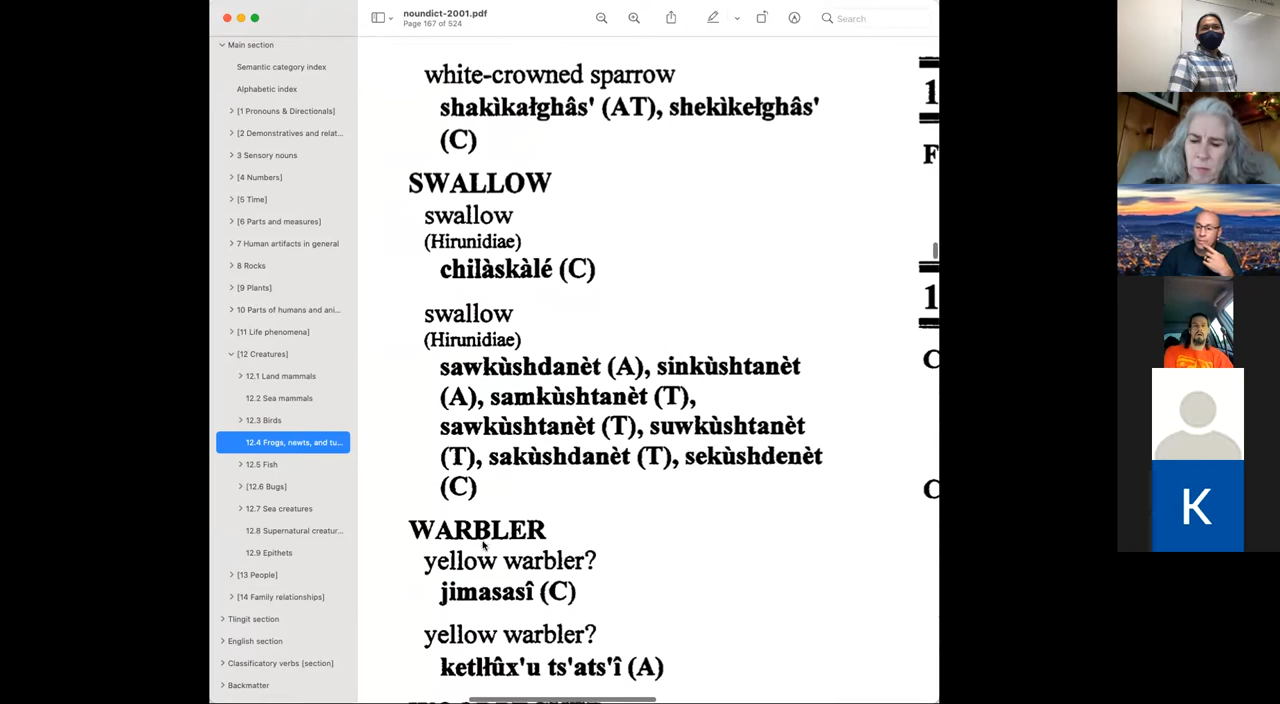 noundict-2001.pdf
Page 167 of 524
Search
Main section
Semantic category index
Alphabetic index
[1 Pronouns & Directionals]
[2 Demonstratives and relat...
3 Sensory nouns
[4 Numbers]
[5 Time]
[6 Parts and measures]
7 Human artifacts in general
8 Rocks
[9 Plants]
10 Parts of humans and ani...
[11 Life phenomena]
[12 Creatures]
12.1 Land mammals
12.2 Sea mammals
12.3 Birds
12.4 Frogs, newts, and tu...
12.5 Fish
[12.6 Bugs]
12.7 Sea creatures
12.8 Supernatural creatur...
12.9 Epithets
[13 People]
[14 Family relationships]
Tlingit section
English section
Classificatory verbs [section]
Backmatter
white-crowned sparrow
shakìkałghâs' (AT), shekìkełghâs'
(C)
SWALLOW
swallow
(Hirunidiae)
chilàskàlé (C)
swallow
(Hirunidiae)
sawkùshdanèt (A), sinkùshtanèt
(A), samkùshtanèt (T),
sawkùshtanèt (T), suwkùshtanèt
(T), sakùshdanèt (T), sekùshdenèt
(C)
WARBLER
yellow warbler?
jimasasî (C)
yellow warbler?
ketlłûx'u ts'ats'î (A)
1
F
1
C
C
K